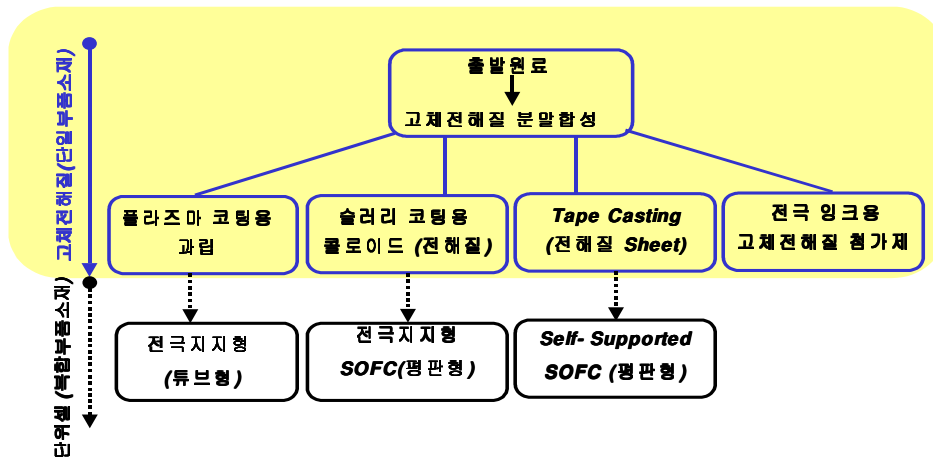 출발원료
고체전해질 분말합성
플라즈마 코팅용
과립
슬러리 코팅용
콜로이드 (전해질)
Tape Casting
(전해질 Sheet)
전극 잉크용
고체전해질 첨가제
전극지지형
(튜브형)
전극지지형
SOFC(평판형)
Self- Supported
SOFC (평판형)
고체전해질(단일부품소재)
단위셀 (복합부품소재)